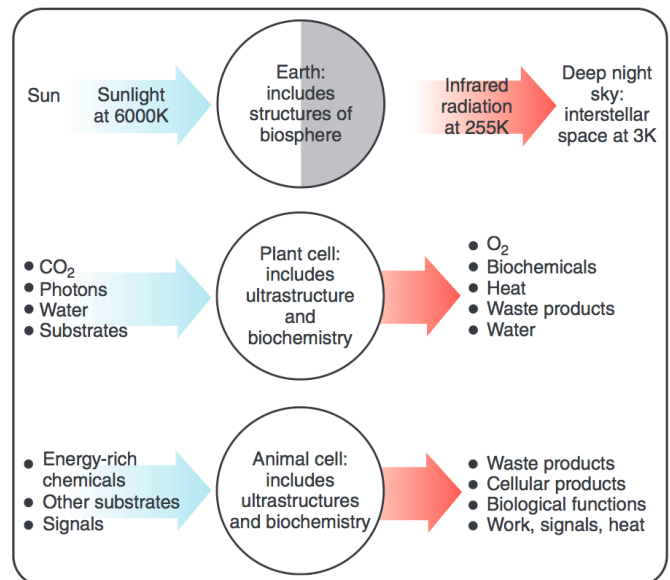 Sun
Sunlight
at 6000K
Earth:
includes
structures of
biosphere
Infrared
radiation
at 255K
Deep night
sky:
interstellar
space at 3K
● CO₂
● Photons
● Water
● Substrates
Plant cell:
includes
ultrastructure
and
biochemistry
● O₂
● Biochemicals
● Heat
● Waste products
● Water
● Energy-rich
chemicals
● Other substrates
● Signals
Animal cell:
includes
ultrastructures
and biochemistry
● Waste products
● Cellular products
● Biological functions
● Work, signals, heat